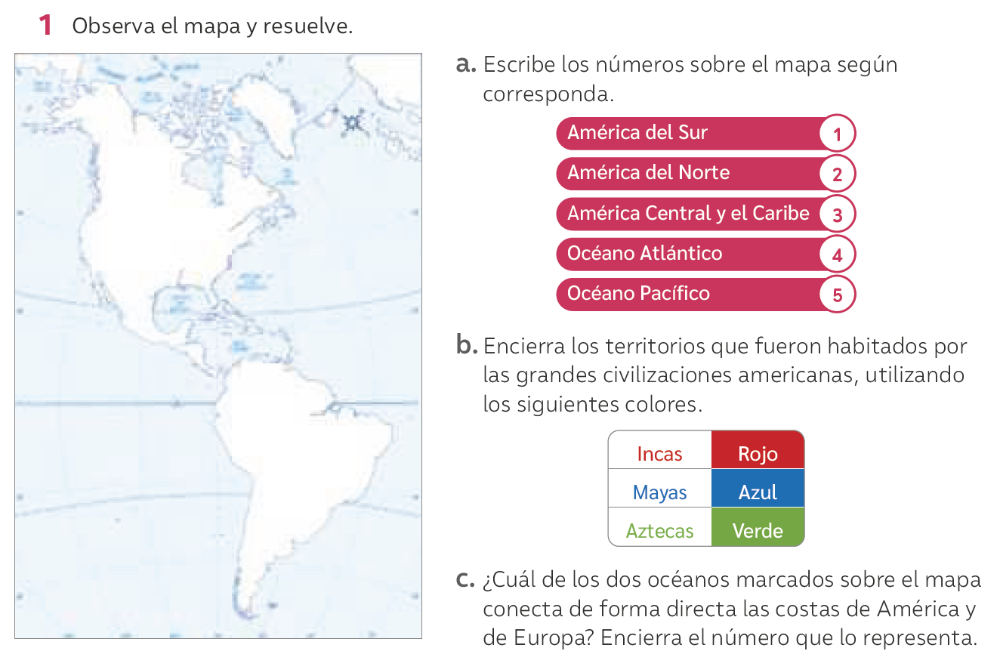 1 Observa el mapa y resuelve.
a. Escribe los números sobre el mapa según
corresponda.
América del Sur 1
América del Norte 2
América Central y el Caribe 3
Océano Atlántico 4
Océano Pacífico 5
b. Encierra los territorios que fueron habitados por
las grandes civilizaciones americanas, utilizando
los siguientes colores.
Incas Rojo
Mayas Azul
Aztecas Verde
c. ¿Cuál de los dos océanos marcados sobre el mapa
conecta de forma directa las costas de América y
de Europa? Encierra el número que lo representa.